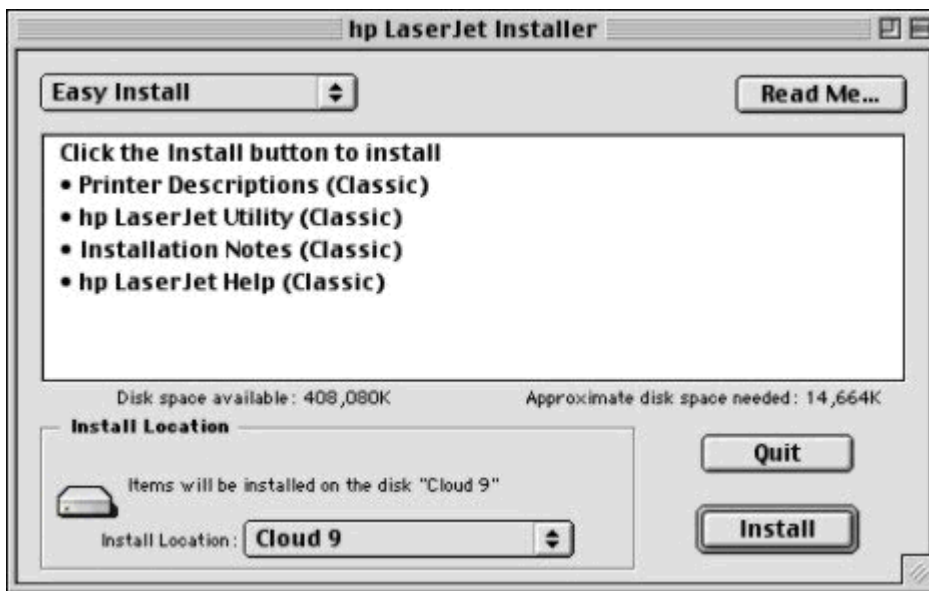 hp LaserJet Installer
Easy Install
Read Me...
Click the Install button to install
• Printer Descriptions (Classic)
• hp LaserJet Utility (Classic)
• Installation Notes (Classic)
• hp LaserJet Help (Classic)
Disk space available: 408,080K
Approximate disk space needed: 14,664K
Install Location
Items will be installed on the disk "Cloud 9"
Install Location: Cloud 9
Quit
Install